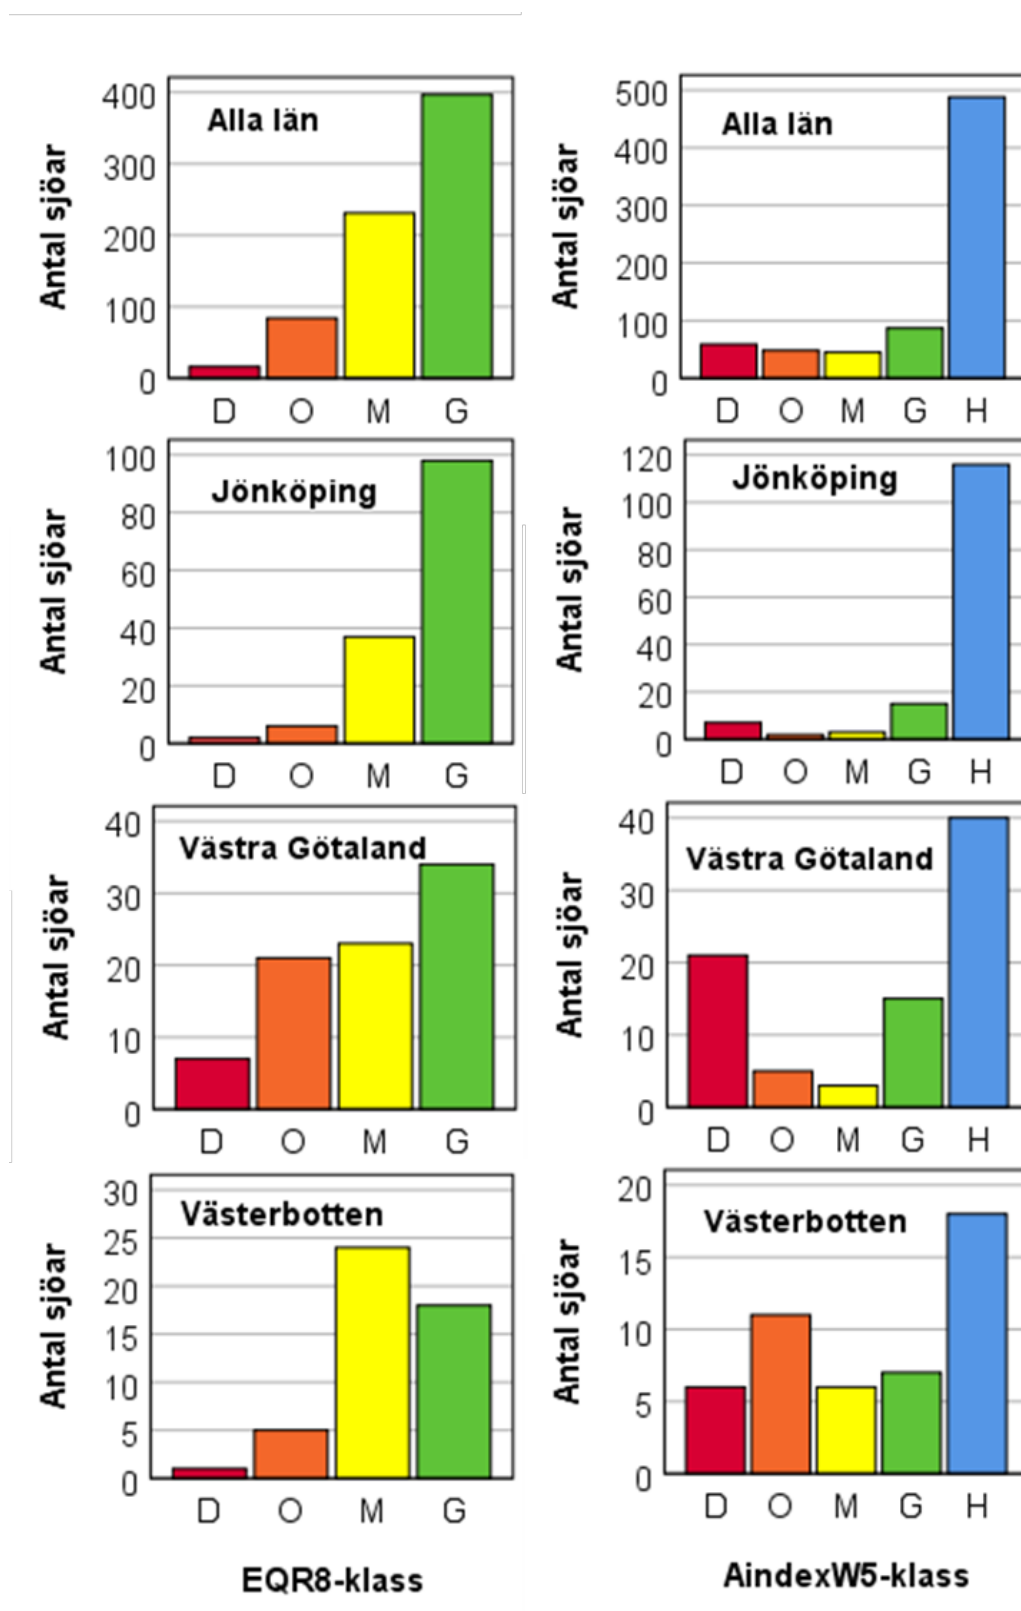 400
300
200
100
0
Antal sjöar
Alla län
D O M G
500
400
300
200
100
0
Antal sjöar
Alla län
D O M G H
100
80
60
40
20
0
Antal sjöar
Jönköping
D O M G
120
100
80
60
40
20
0
Antal sjöar
Jönköping
D O M G H
40
30
20
10
0
Antal sjöar
Västra Götaland
D O M G
40
30
20
10
0
Antal sjöar
Västra Götaland
D O M G H
30
25
20
15
10
5
0
Antal sjöar
Västerbotten
D O M G
20
15
10
5
0
Antal sjöar
Västerbotten
D O M G H
EQR8-klass
AindexW5-klass